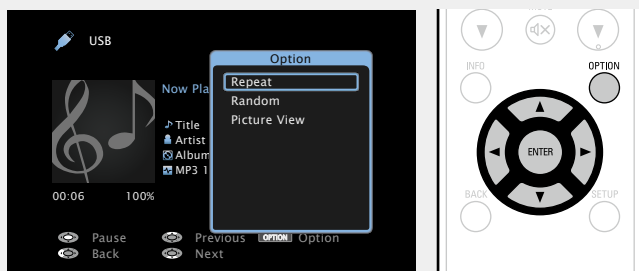 USB
Option
Now Pla
Repeat
Random
Picture View
Title
Artist
Album
MP3 1
00:06 100%
Pause Previous OPTION Option
Back Next
INFO OPTION
ENTER
BACK SETUP